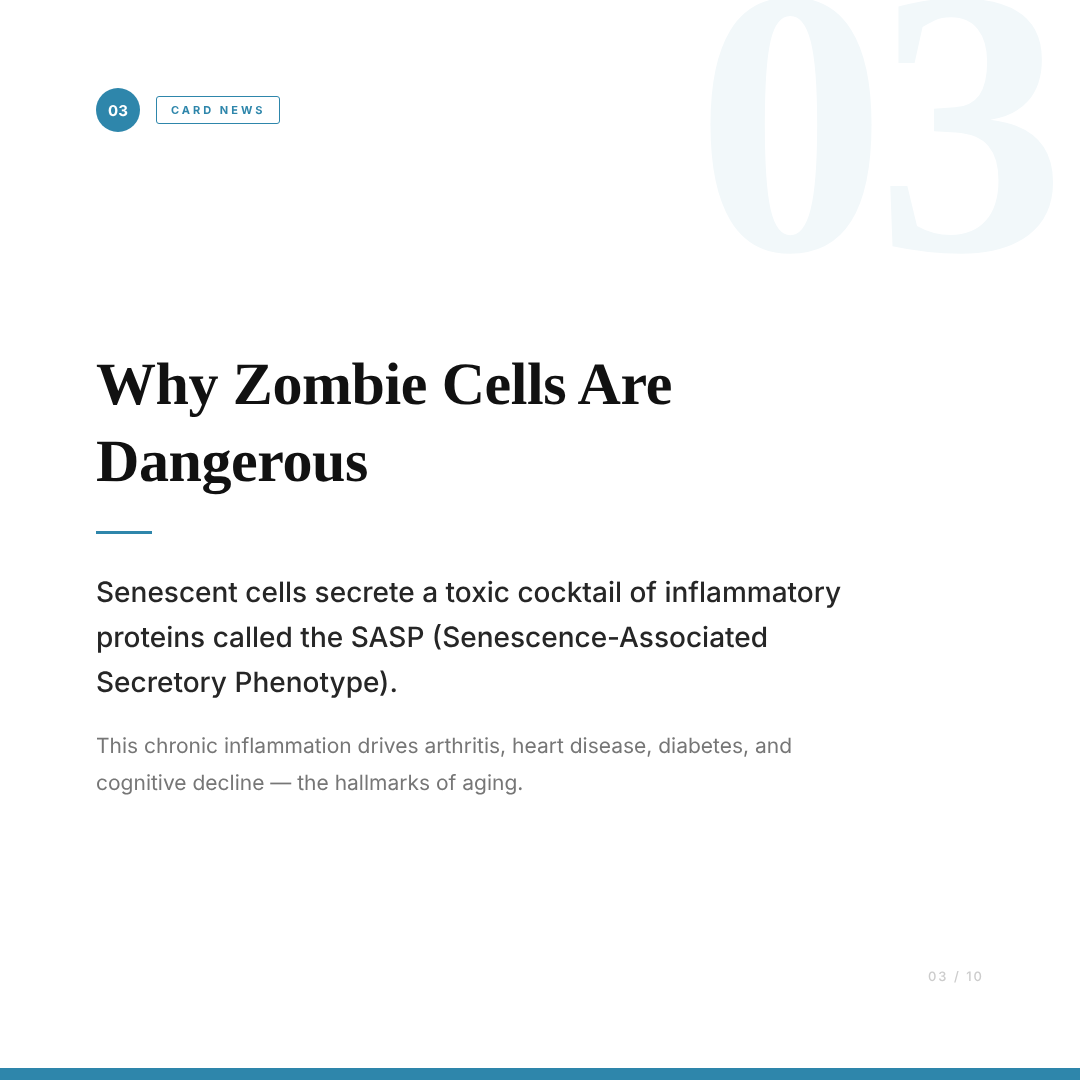 03
03
CARD NEWS
Why Zombie Cells Are
Dangerous
Senescent cells secrete a toxic cocktail of inflammatory
proteins called the SASP (Senescence-Associated
Secretory Phenotype).
This chronic inflammation drives arthritis, heart disease, diabetes, and
cognitive decline — the hallmarks of aging.
03 / 10